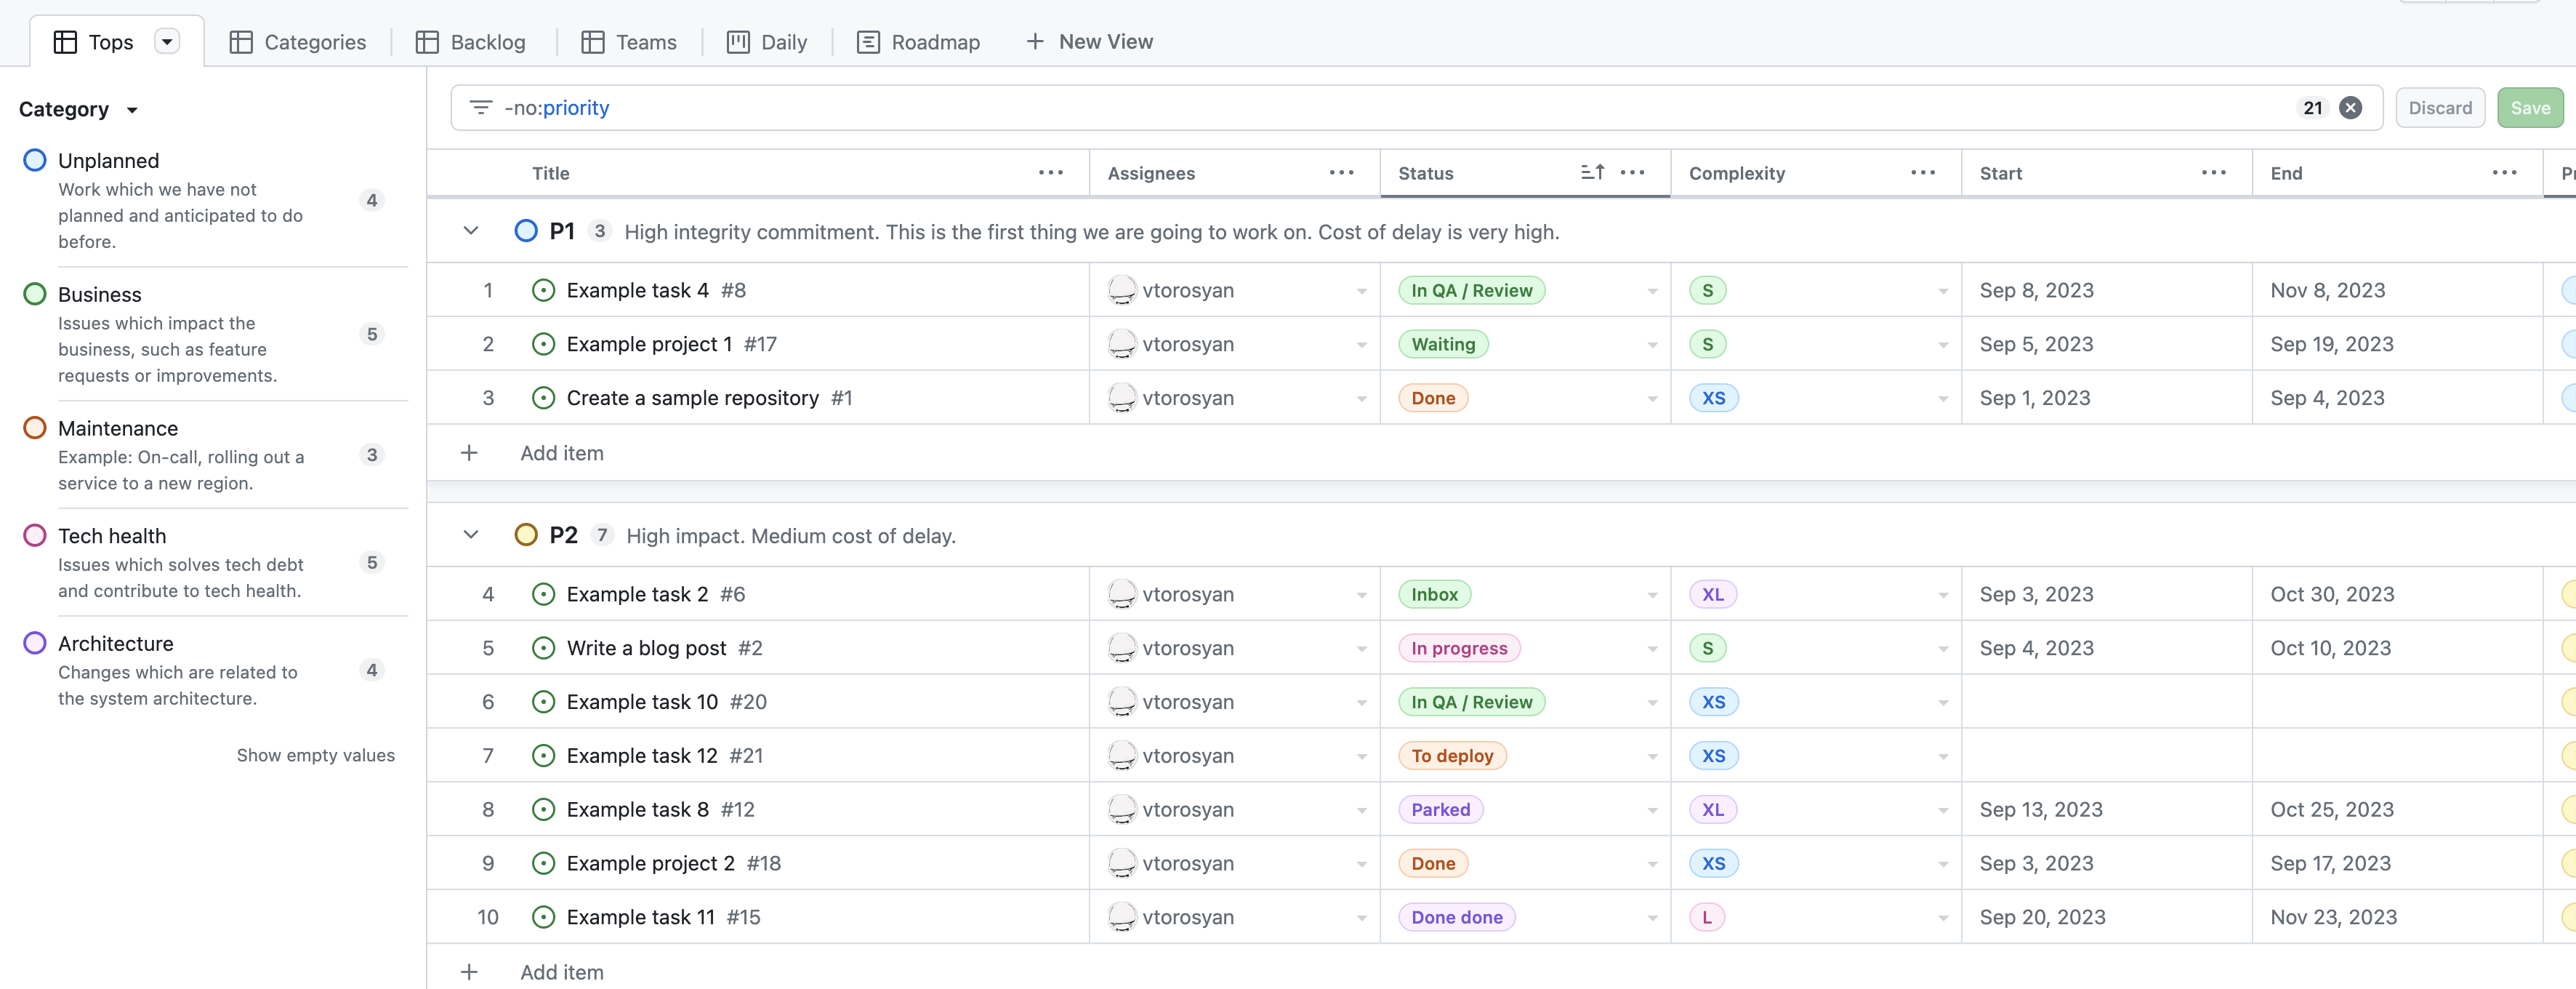 Tops Categories Backlog Teams Daily Roadmap + New View
Category
Unplanned
Work which we have not
planned and anticipated to do
before.
4
Business
Issues which impact the
business, such as feature
requests or improvements.
5
Maintenance
Example: On-call, rolling out a
service to a new region.
3
Tech health
Issues which solves tech debt
and contribute to tech health.
5
Architecture
Changes which are related to
the system architecture.
4
Show empty values
-no:priority 21 Discard Save
Title Assignees Status Complexity Start End
P1 3 High integrity commitment. This is the first thing we are going to work on. Cost of delay is very high.
1 Example task 4 #8 vtorosyan In QA / Review S Sep 8, 2023 Nov 8, 2023
2 Example project 1 #17 vtorosyan Waiting S Sep 5, 2023 Sep 19, 2023
3 Create a sample repository #1 vtorosyan Done XS Sep 1, 2023 Sep 4, 2023
+ Add item
P2 7 High impact. Medium cost of delay.
4 Example task 2 #6 vtorosyan Inbox XL Sep 3, 2023 Oct 30, 2023
5 Write a blog post #2 vtorosyan In progress S Sep 4, 2023 Oct 10, 2023
6 Example task 10 #20 vtorosyan In QA / Review XS
7 Example task 12 #21 vtorosyan To deploy XS
8 Example task 8 #12 vtorosyan Parked XL Sep 13, 2023 Oct 25, 2023
9 Example project 2 #18 vtorosyan Done XS Sep 3, 2023 Sep 17, 2023
10 Example task 11 #15 vtorosyan Done done L Sep 20, 2023 Nov 23, 2023
+ Add item